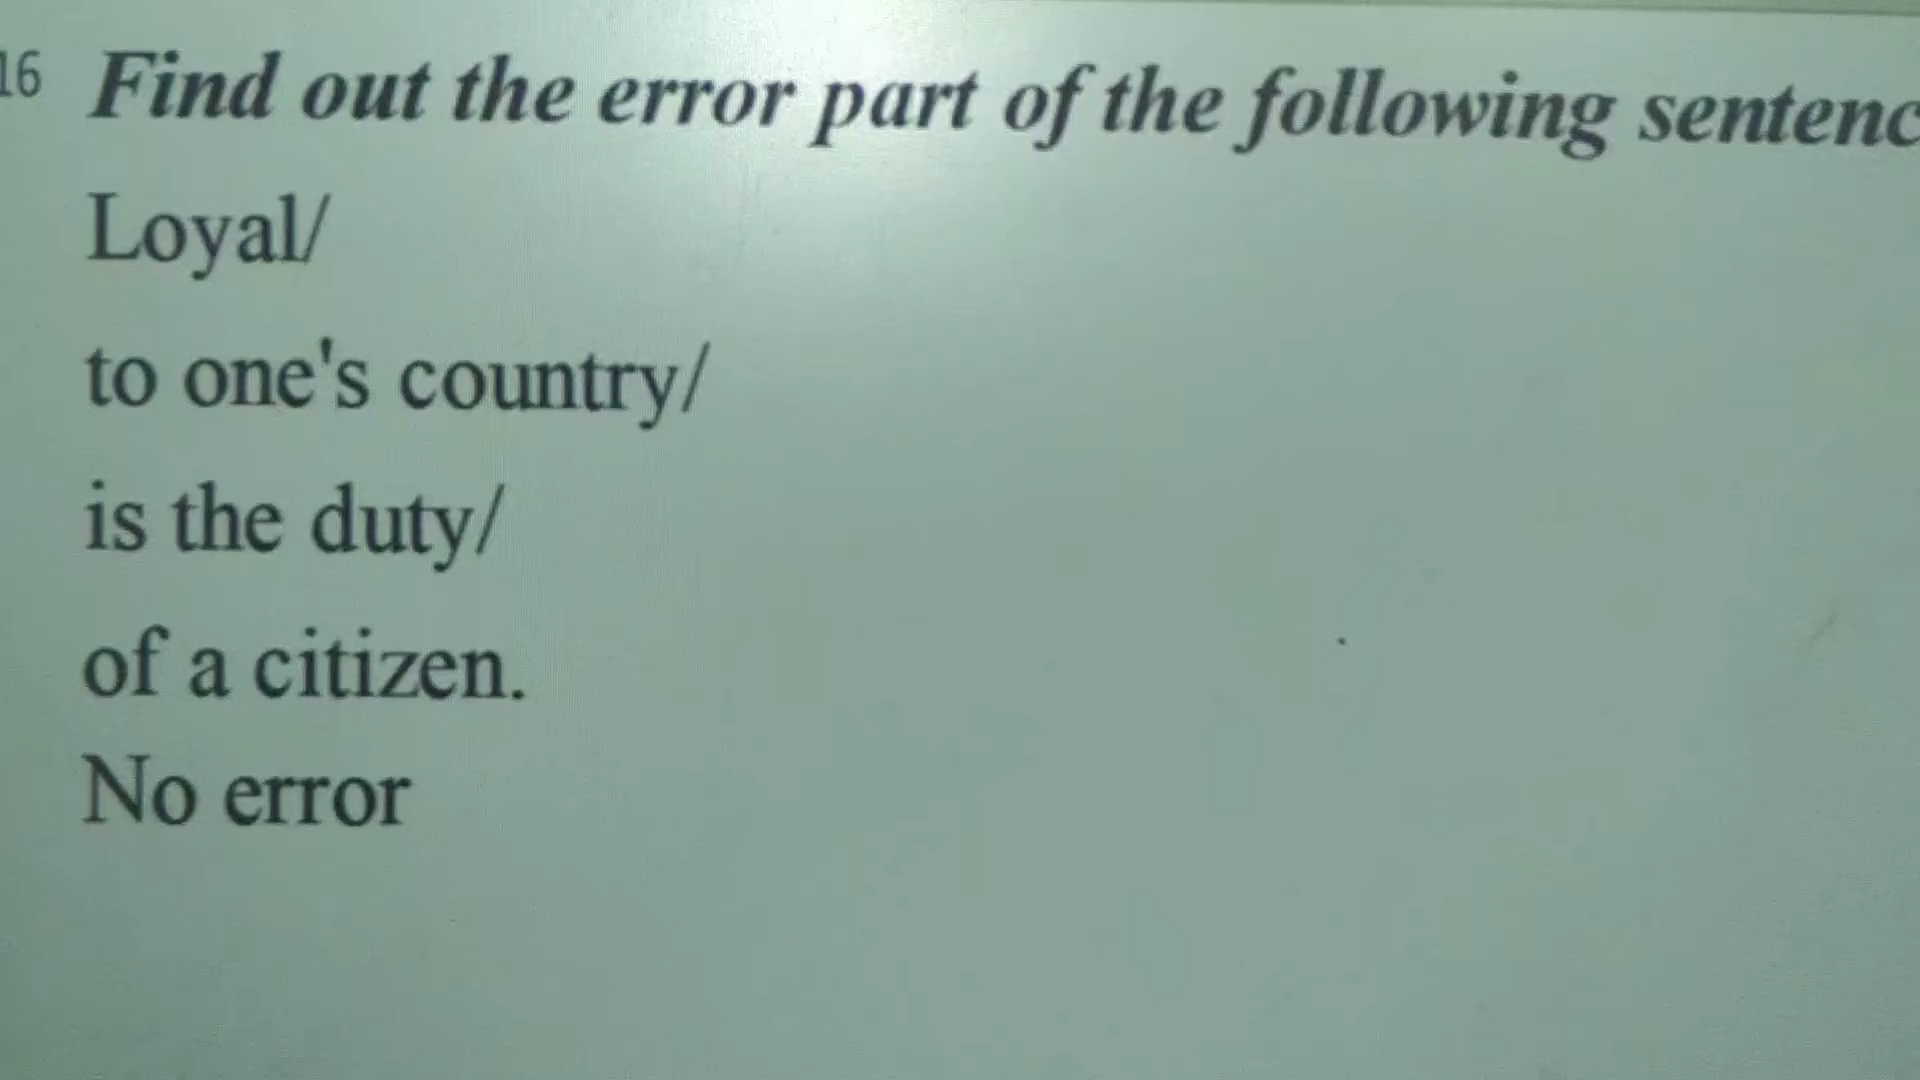 16 Find out the error part of the following sentenc
Loyal/
to one's country/
is the duty/
of a citizen.
No error